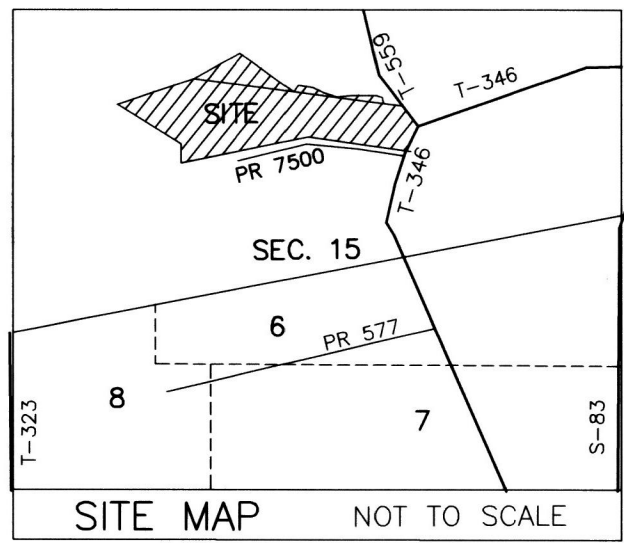 T-559
T-346
SITE
PR 7500
T-346
SEC. 15
6
PR 577
8
7
T-323
S-83
SITE MAP
NOT TO SCALE